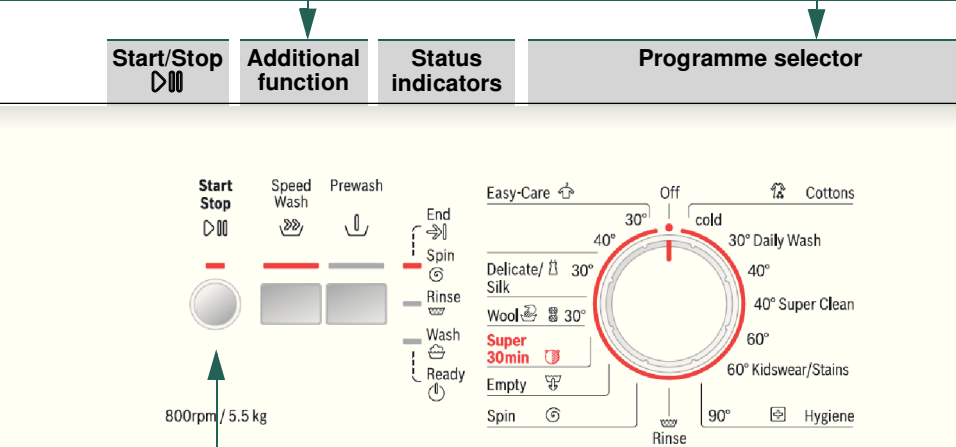 Start/Stop
Additional
function
Status
indicators
Programme selector
Start
Stop
Speed
Wash
Prewash
End
Spin
Rinse
Wash
Ready
800rpm / 5.5 kg
Easy-Care
Off
Cottons
30°
cold
40°
30° Daily Wash
Delicate/
Silk
30°
40°
Wool
30°
40° Super Clean
Super
30min
60°
Empty
60° Kidswear/Stains
Spin
Rinse
90°
Hygiene